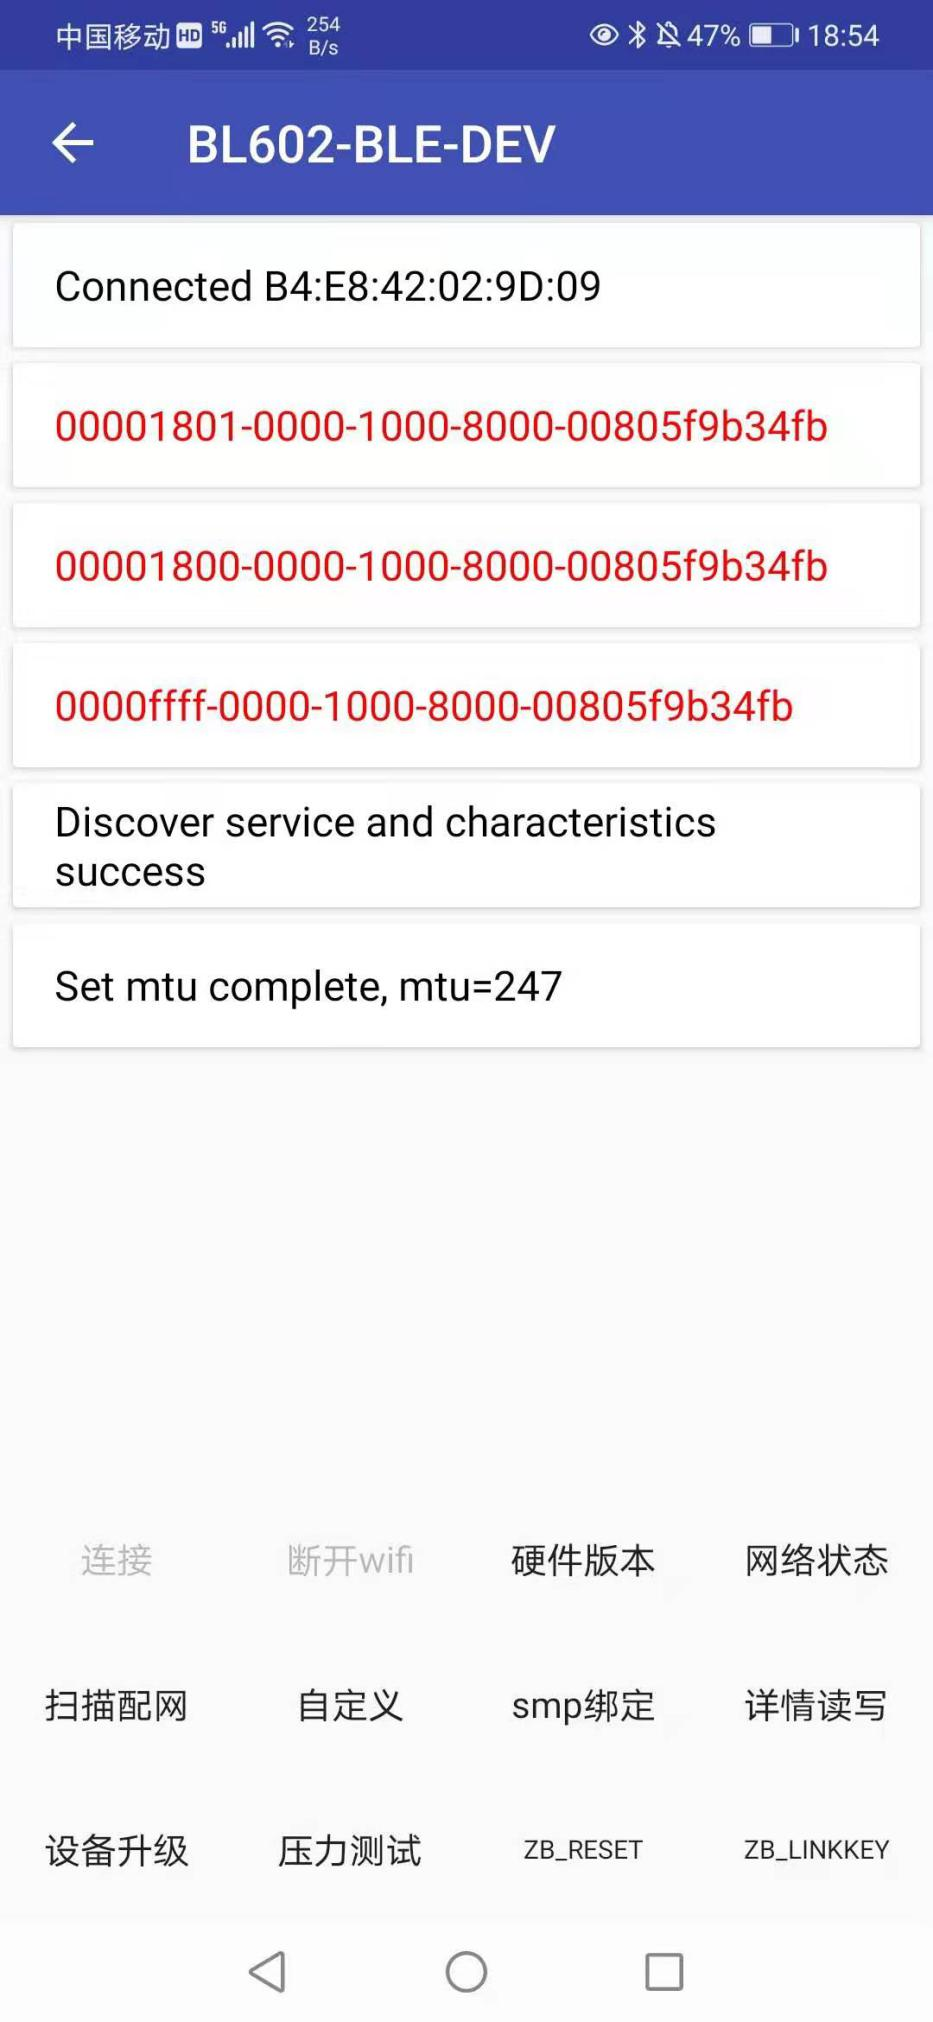 中国移动 HD 5G 254 B/s 47% 18:54
BL602-BLE-DEV
Connected B4:E8:42:02:9D:09
00001801-0000-1000-8000-00805f9b34fb
00001800-0000-1000-8000-00805f9b34fb
0000ffff-0000-1000-8000-00805f9b34fb
Discover service and characteristics
success
Set mtu complete, mtu=247
连接 断开wifi 硬件版本 网络状态
扫描配网 自定义 smp绑定 详情读写
设备升级 压力测试 ZB_RESET ZB_LINKKEY